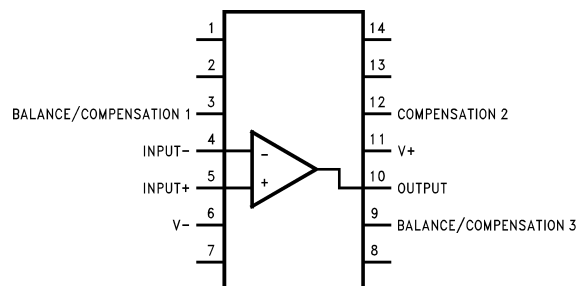 1 14
2 13
BALANCE/COMPENSATION 1 3 12 COMPENSATION 2
INPUT- 4 - 11 V+
INPUT+ 5 + 10 OUTPUT
V- 6 9 BALANCE/COMPENSATION 3
7 8